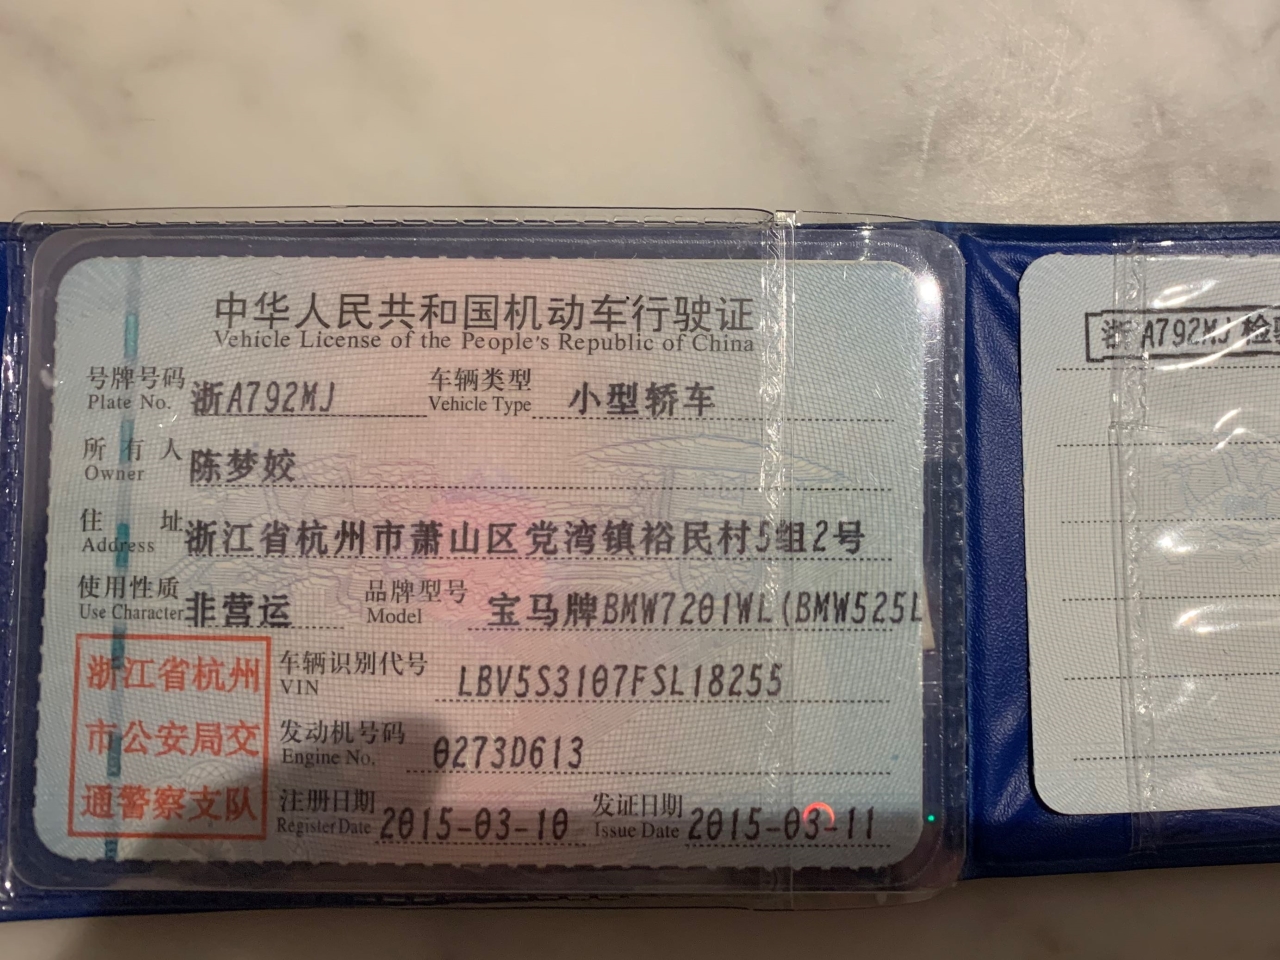 中华人民共和国机动车行驶证
Vehicle License of the People's Republic of China
号牌号码 浙A792MJ 车辆类型 小型轿车
Plate No. Vehicle Type
所有人 陈梦姣
Owner
住址 浙江省杭州市萧山区党湾镇裕民村5组2号
Address
使用性质 非营运 品牌型号 宝马牌BMW7201WL(BMW525L
Use Character Model
浙江省杭州
市公安局交
通警察支队
车辆识别代号 LBV5S3107FSL18255
VIN
发动机号码 0273D613
Engine No.
注册日期 2015-03-10 发证日期 2015-03-11
Register Date Issue Date
浙A792MJ 检